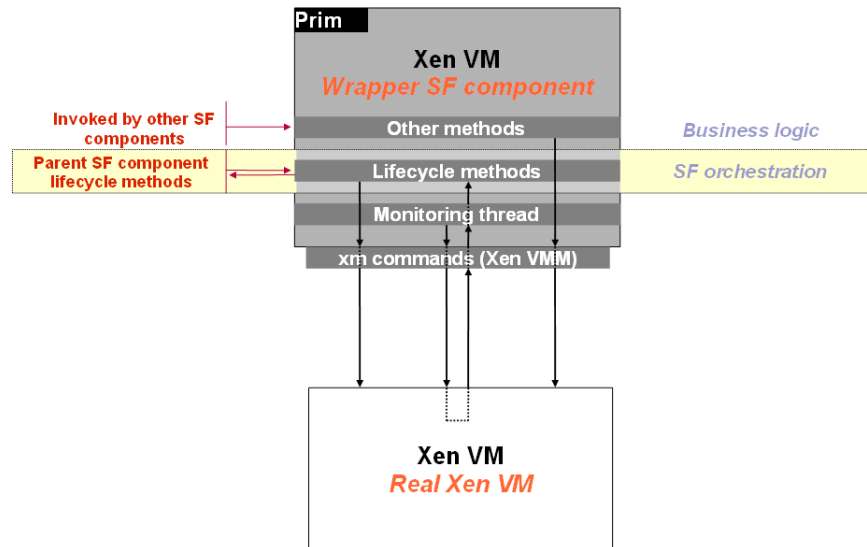 Prim
Xen VM
Wrapper SF component
Invoked by other SF
components
Other methods
Business logic
Parent SF component
lifecycle methods
Lifecycle methods
SF orchestration
Monitoring thread
xm commands (Xen VMM)
Xen VM
Real Xen VM